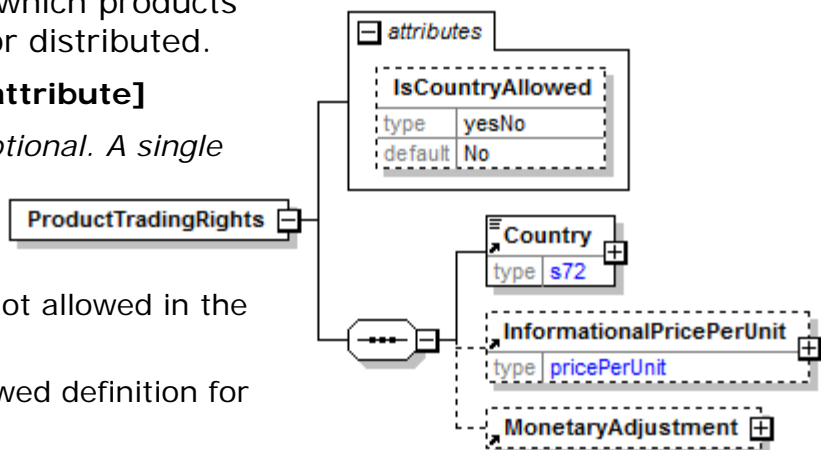 which products
or distributed.
attribute]
otional. A single
ot allowed in the
wed definition for
attributes
IsCountryAllowed
type yesNo
default No
ProductTradingRights
Country
type s72
InformationalPricePerUnit
type pricePerUnit
MonetaryAdjustment